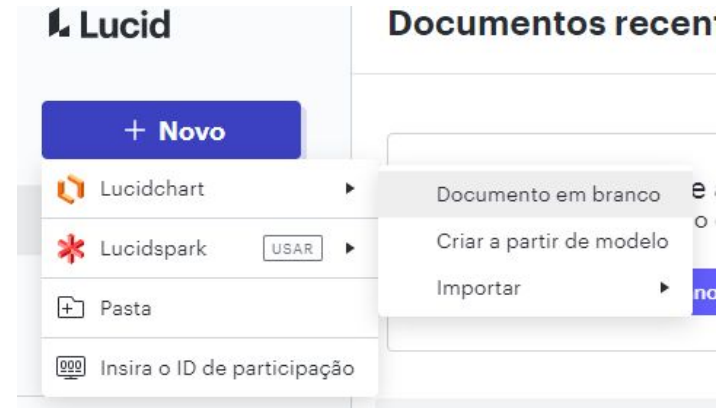 Lucid
Documentos recent
+ Novo
Lucidchart
Documento em branco
e
o
Lucidspark
USAR
Criar a partir de modelo
Pasta
Importar
no
Insira o ID de participação